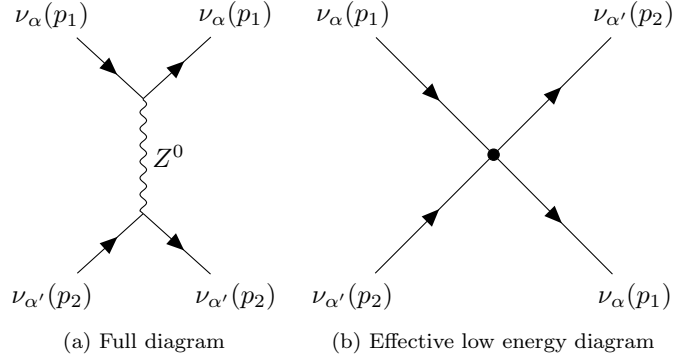 να(p1) να(p1) να(p1) να′(p2)
Z0
να′(p2) να′(p2) να′(p2) να(p1)
(a) Full diagram (b) Effective low energy diagram